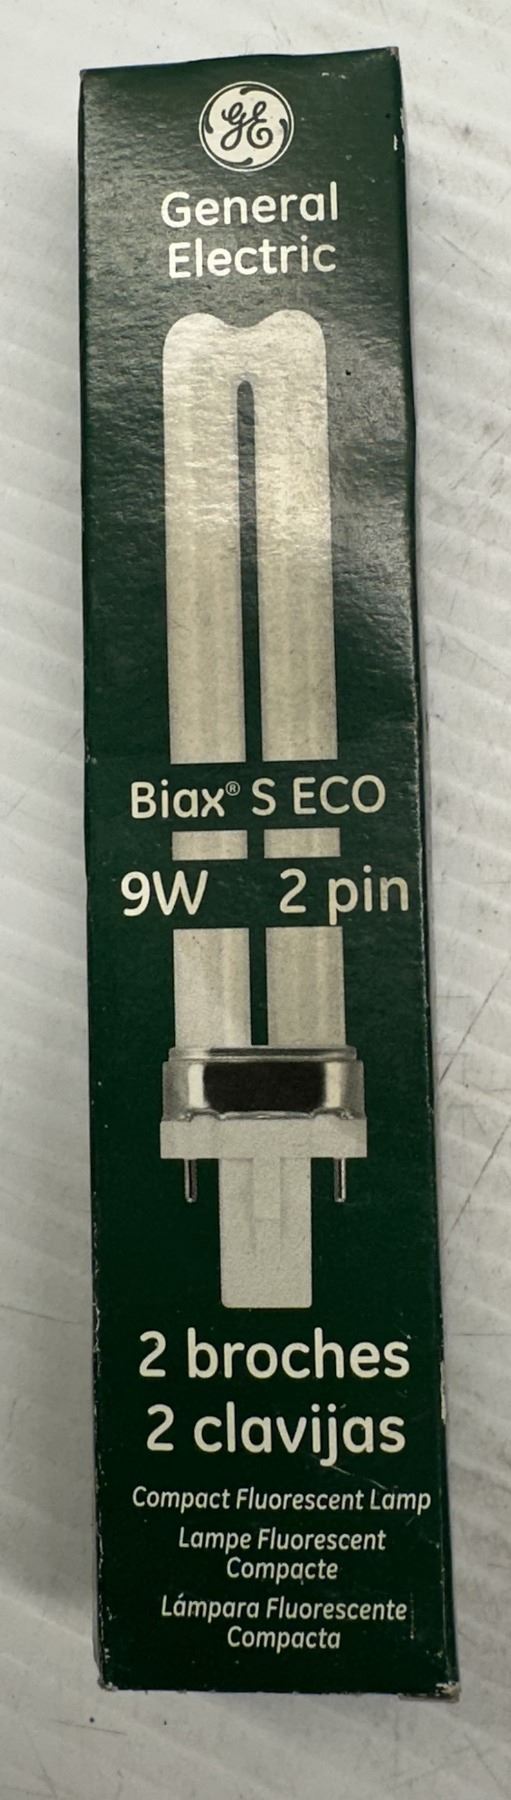 GE
General
Electric
Biax® S ECO
9W 2 pin
2 broches
2 clavijas
Compact Fluorescent Lamp
Lampe Fluorescent
Compacte
Lámpara Fluorescente
Compacta